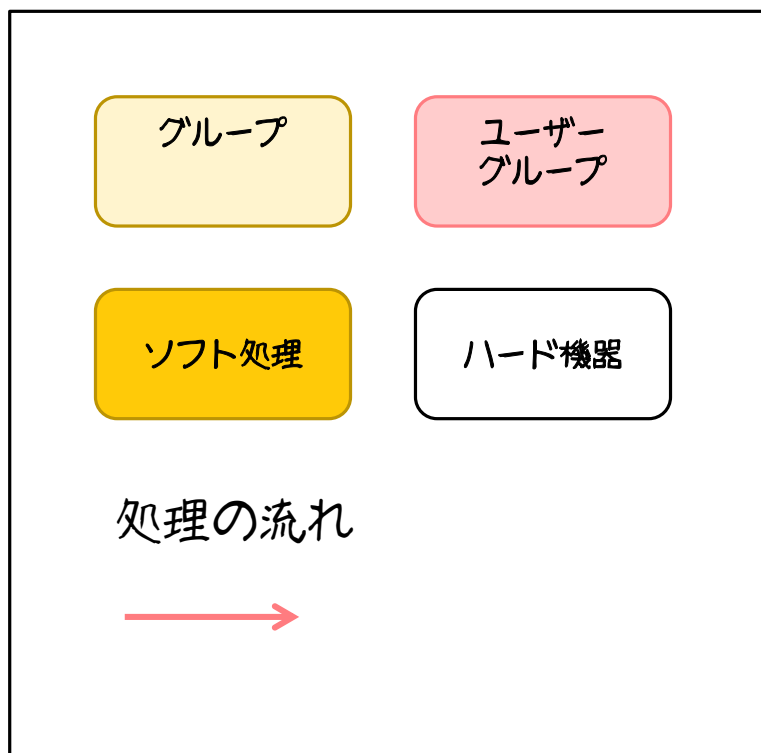 グループ
ユーザー
グループ
ソフト処理
ハード機器
処理の流れ